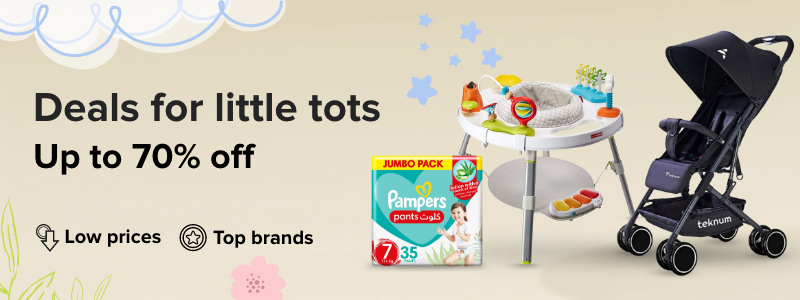 Deals for little tots
Up to 70% off
Low prices
Top brands
JUMBO PACK
Pampers
pants كلوت
7
35
teknum